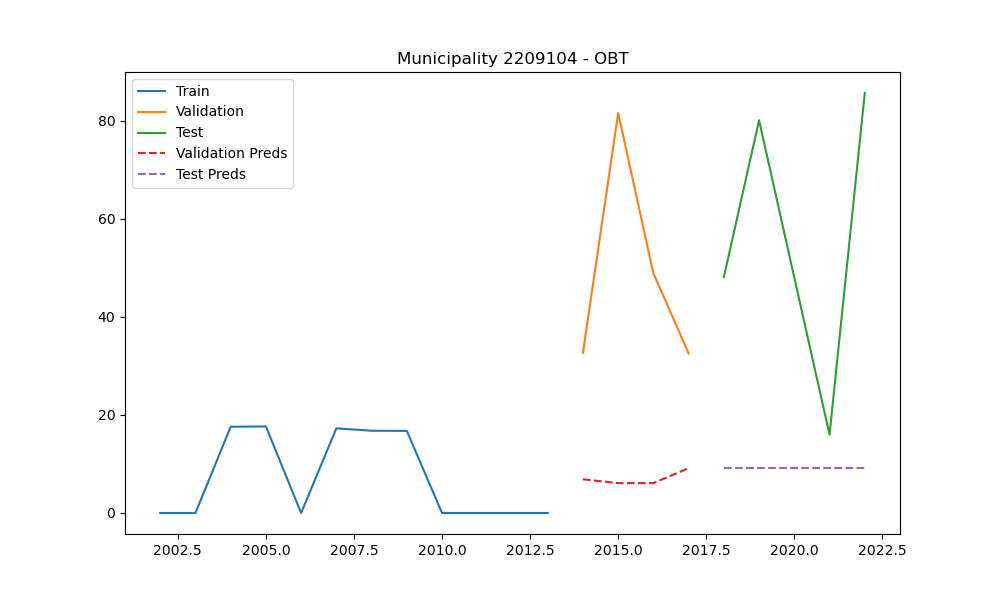 Municipality 2209104 - OBT
Train
Validation
Test
Validation Preds
Test Preds
80
60
40
20
0
2002.5 2005.0 2007.5 2010.0 2012.5 2015.0 2017.5 2020.0 2022.5